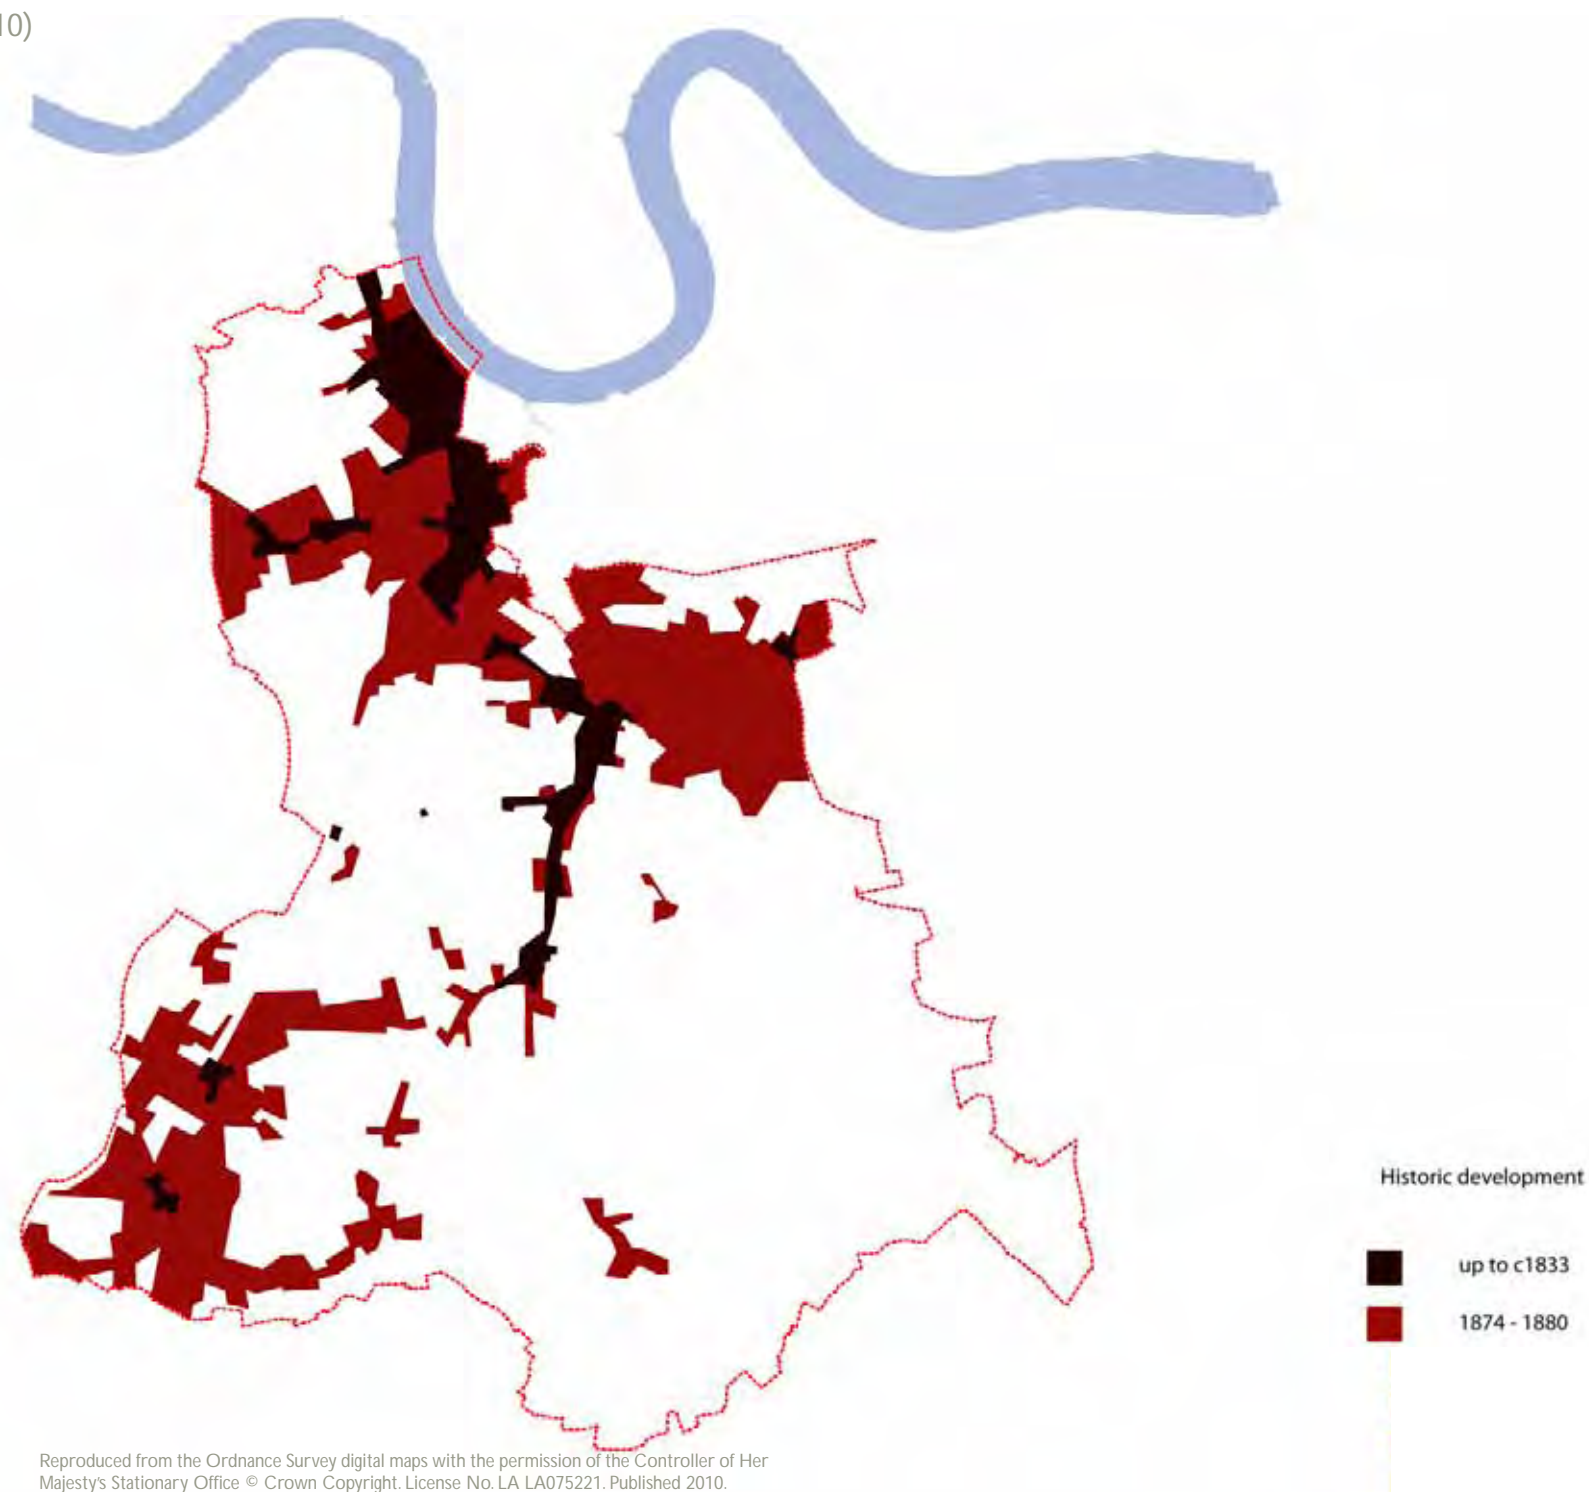 10)
Historic development
up to c1833
1874 - 1880
Reproduced from the Ordnance Survey digital maps with the permission of the Controller of Her
Majesty's Stationary Office © Crown Copyright. License No. LA LA075221. Published 2010.